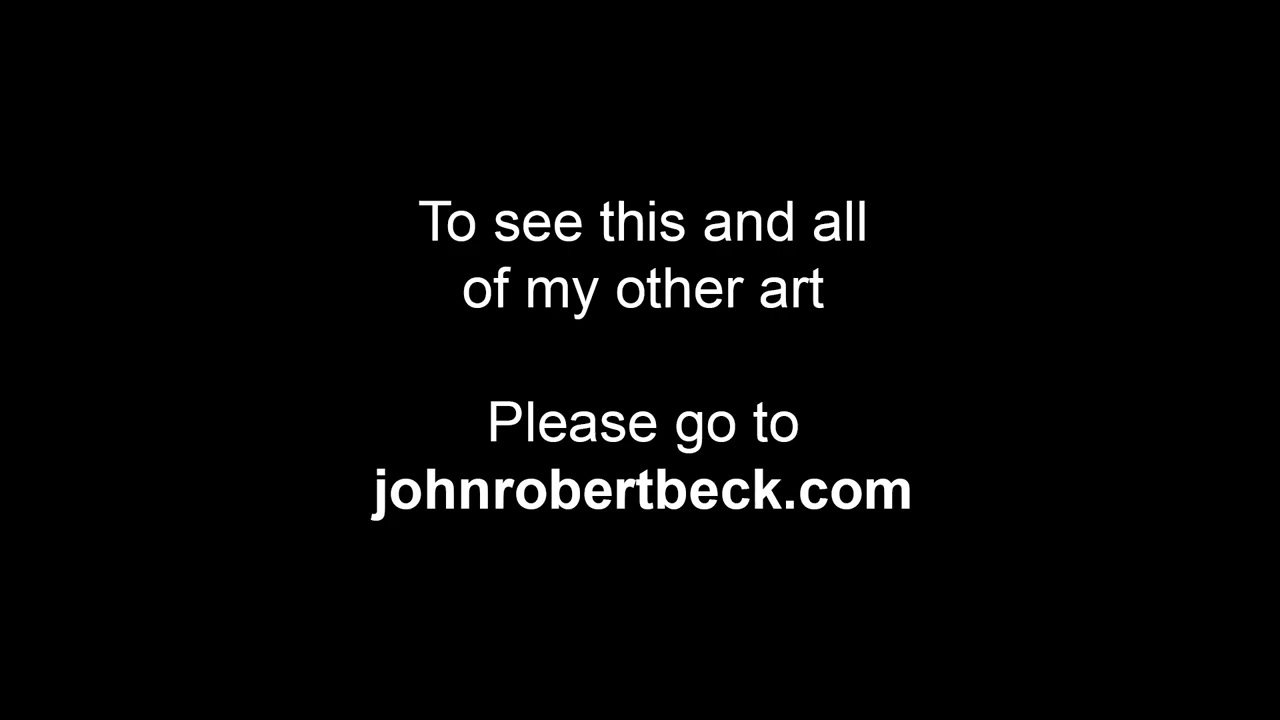 To see this and all
of my other art
Please go to
johnrobertbeck.com